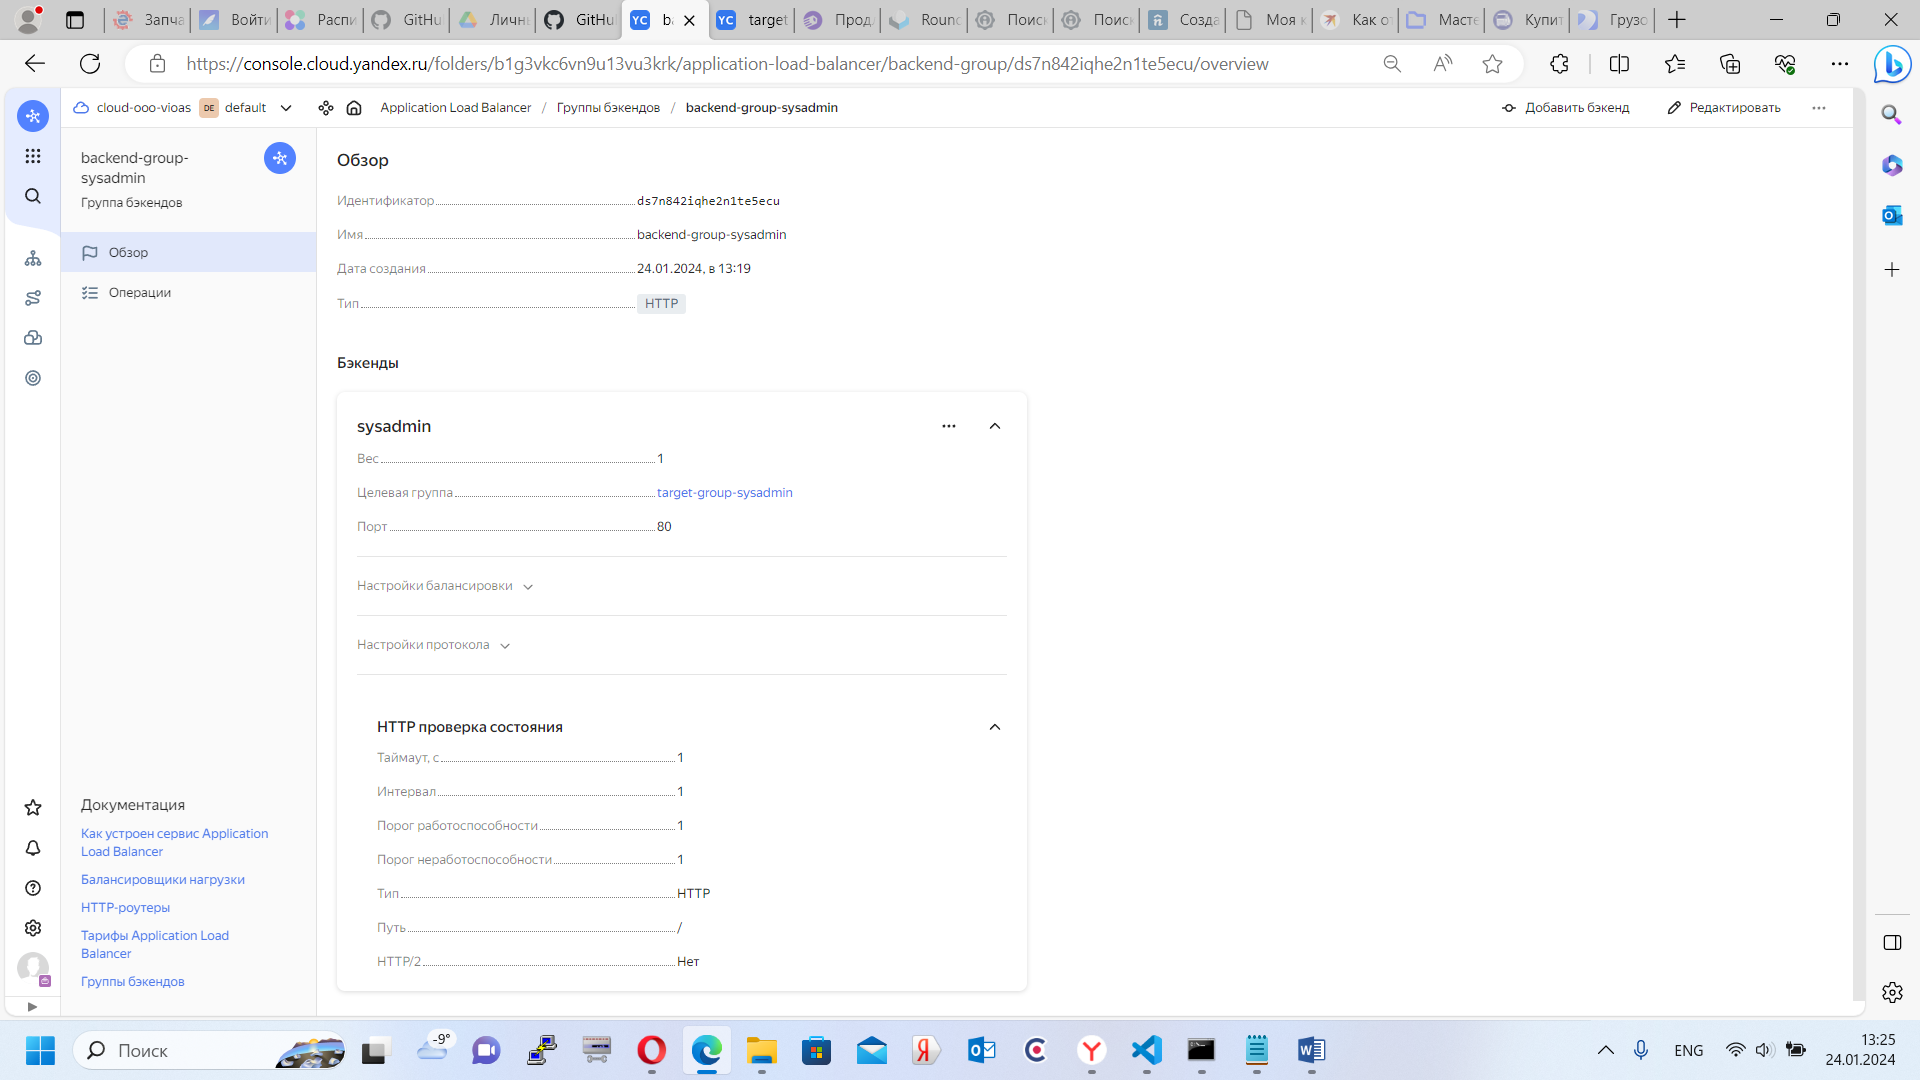 Запча
Войти
Распи
GitHu
Личн
GitHu
YC ba
YC target
Прод
Round
Поиск
Поиск
Созда
Моя к
Как от
Масте
Купит
Грузо
https://console.cloud.yandex.ru/folders/b1g3vkc6vn9u13vu3krk/application-load-balancer/backend-group/ds7n842iqhe2n1te5ecu/overview
cloud-ooo-vioas DE default
Application Load Balancer / Группы бэкендов / backend-group-sysadmin
Добавить бэкенд
Редактировать
backend-group-
sysadmin
Группа бэкендов
Обзор
Операции
Документация
Как устроен сервис Application
Load Balancer
Балансировщики нагрузки
HTTP-роутеры
Тарифы Application Load
Balancer
Группы бэкендов
Обзор
Идентификатор ds7n842iqhe2n1te5ecu
Имя backend-group-sysadmin
Дата создания 24.01.2024, в 13:19
Тип HTTP
Бэкенды
sysadmin
Вес 1
Целевая группа target-group-sysadmin
Порт 80
Настройки балансировки
Настройки протокола
HTTP проверка состояния
Таймаут, с 1
Интервал 1
Порог работоспособности 1
Порог неработоспособности 1
Тип HTTP
Путь /
HTTP/2 Нет
Поиск
-9°
ENG
13:25
24.01.2024